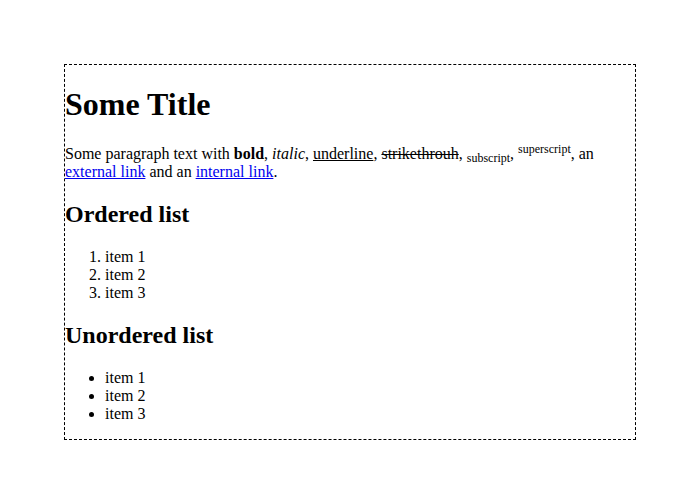 Some Title
Some paragraph text with bold, italic, underline, strikethrouh, subscript, superscript, an
external link and an internal link.
Ordered list
1. item 1
2. item 2
3. item 3
Unordered list
• item 1
• item 2
• item 3